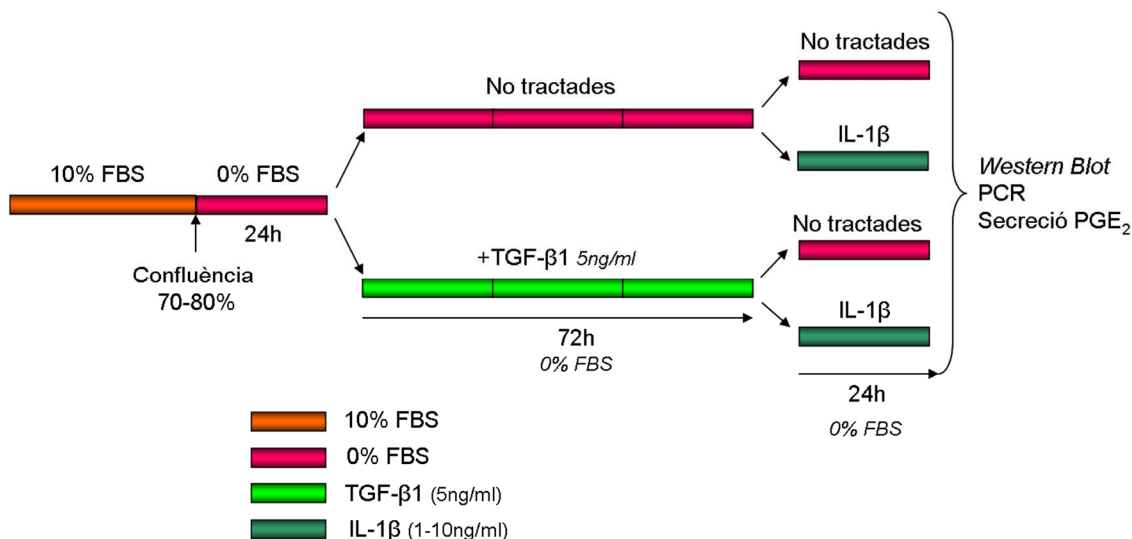 10% FBS
0% FBS
24h
Confluència
70-80%
No tractades
+TGF-β1 5ng/ml
72h
0% FBS
No tractades
IL-1β
No tractades
IL-1β
24h
0% FBS
Western Blot
PCR
Secreció PGE₂
10% FBS
0% FBS
TGF-β1 (5ng/ml)
IL-1β (1-10ng/ml)